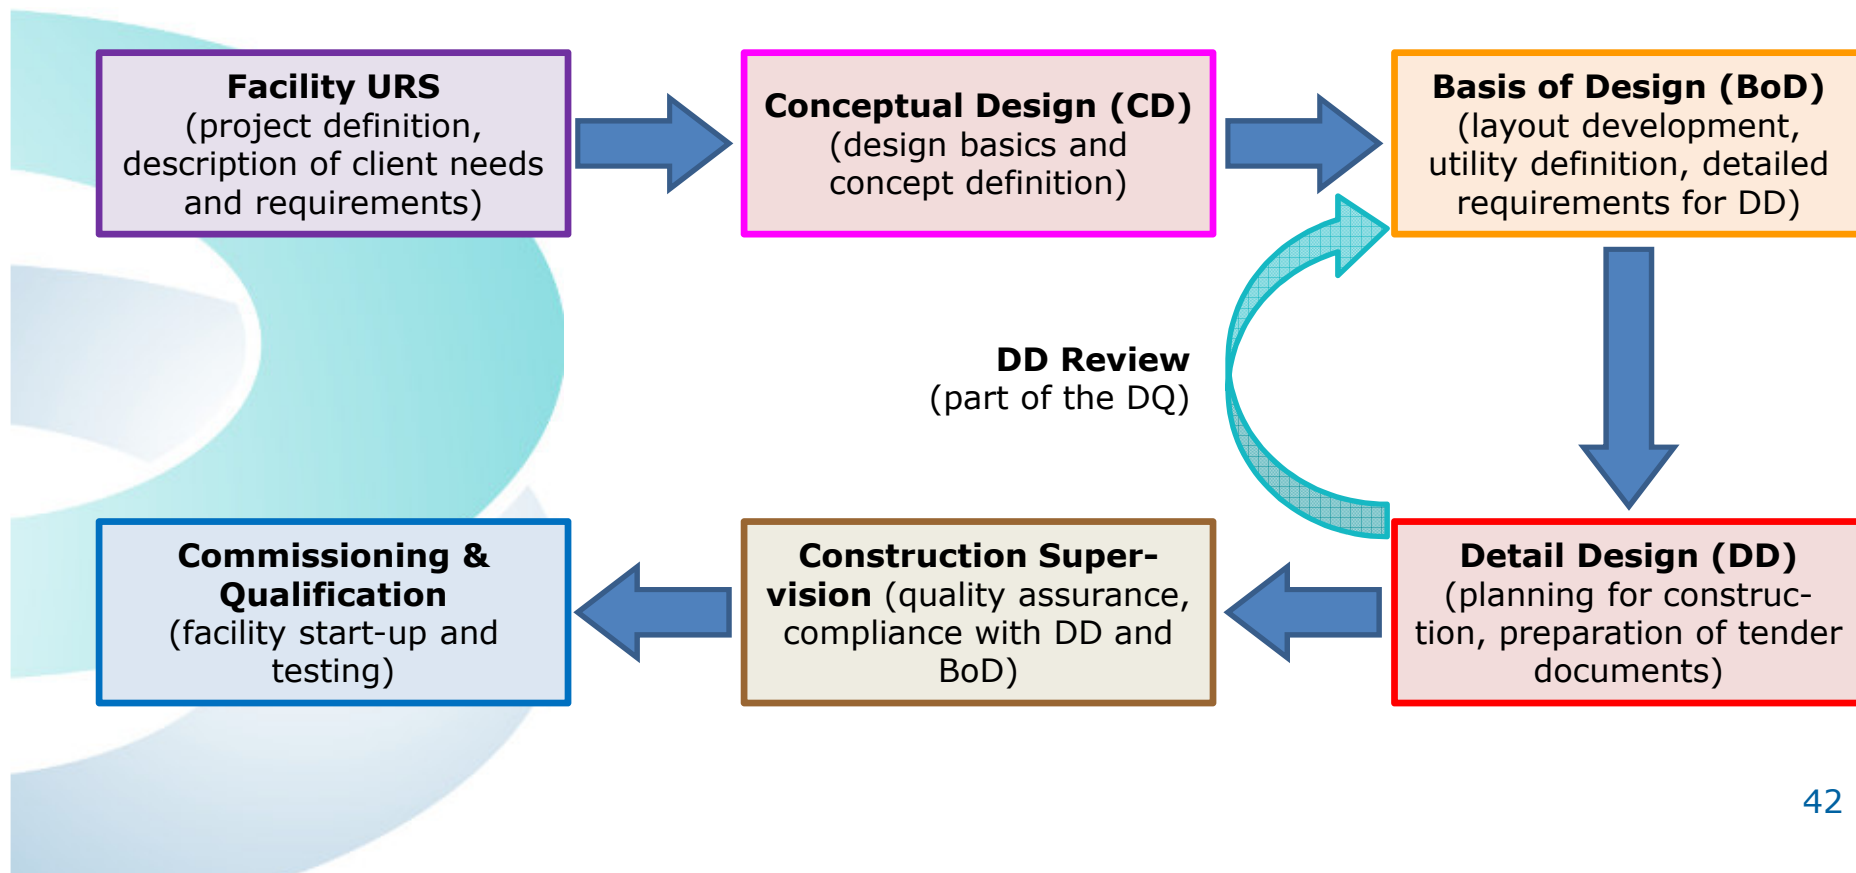 Facility URS
(project definition,
description of client needs
and requirements)
Conceptual Design (CD)
(design basics and
concept definition)
Basis of Design (BoD)
(layout development,
utility definition, detailed
requirements for DD)
DD Review
(part of the DQ)
Commissioning &
Qualification
(facility start-up and
testing)
Construction Super-
vision (quality assurance,
compliance with DD and
BoD)
Detail Design (DD)
(planning for construc-
tion, preparation of tender
documents)
42